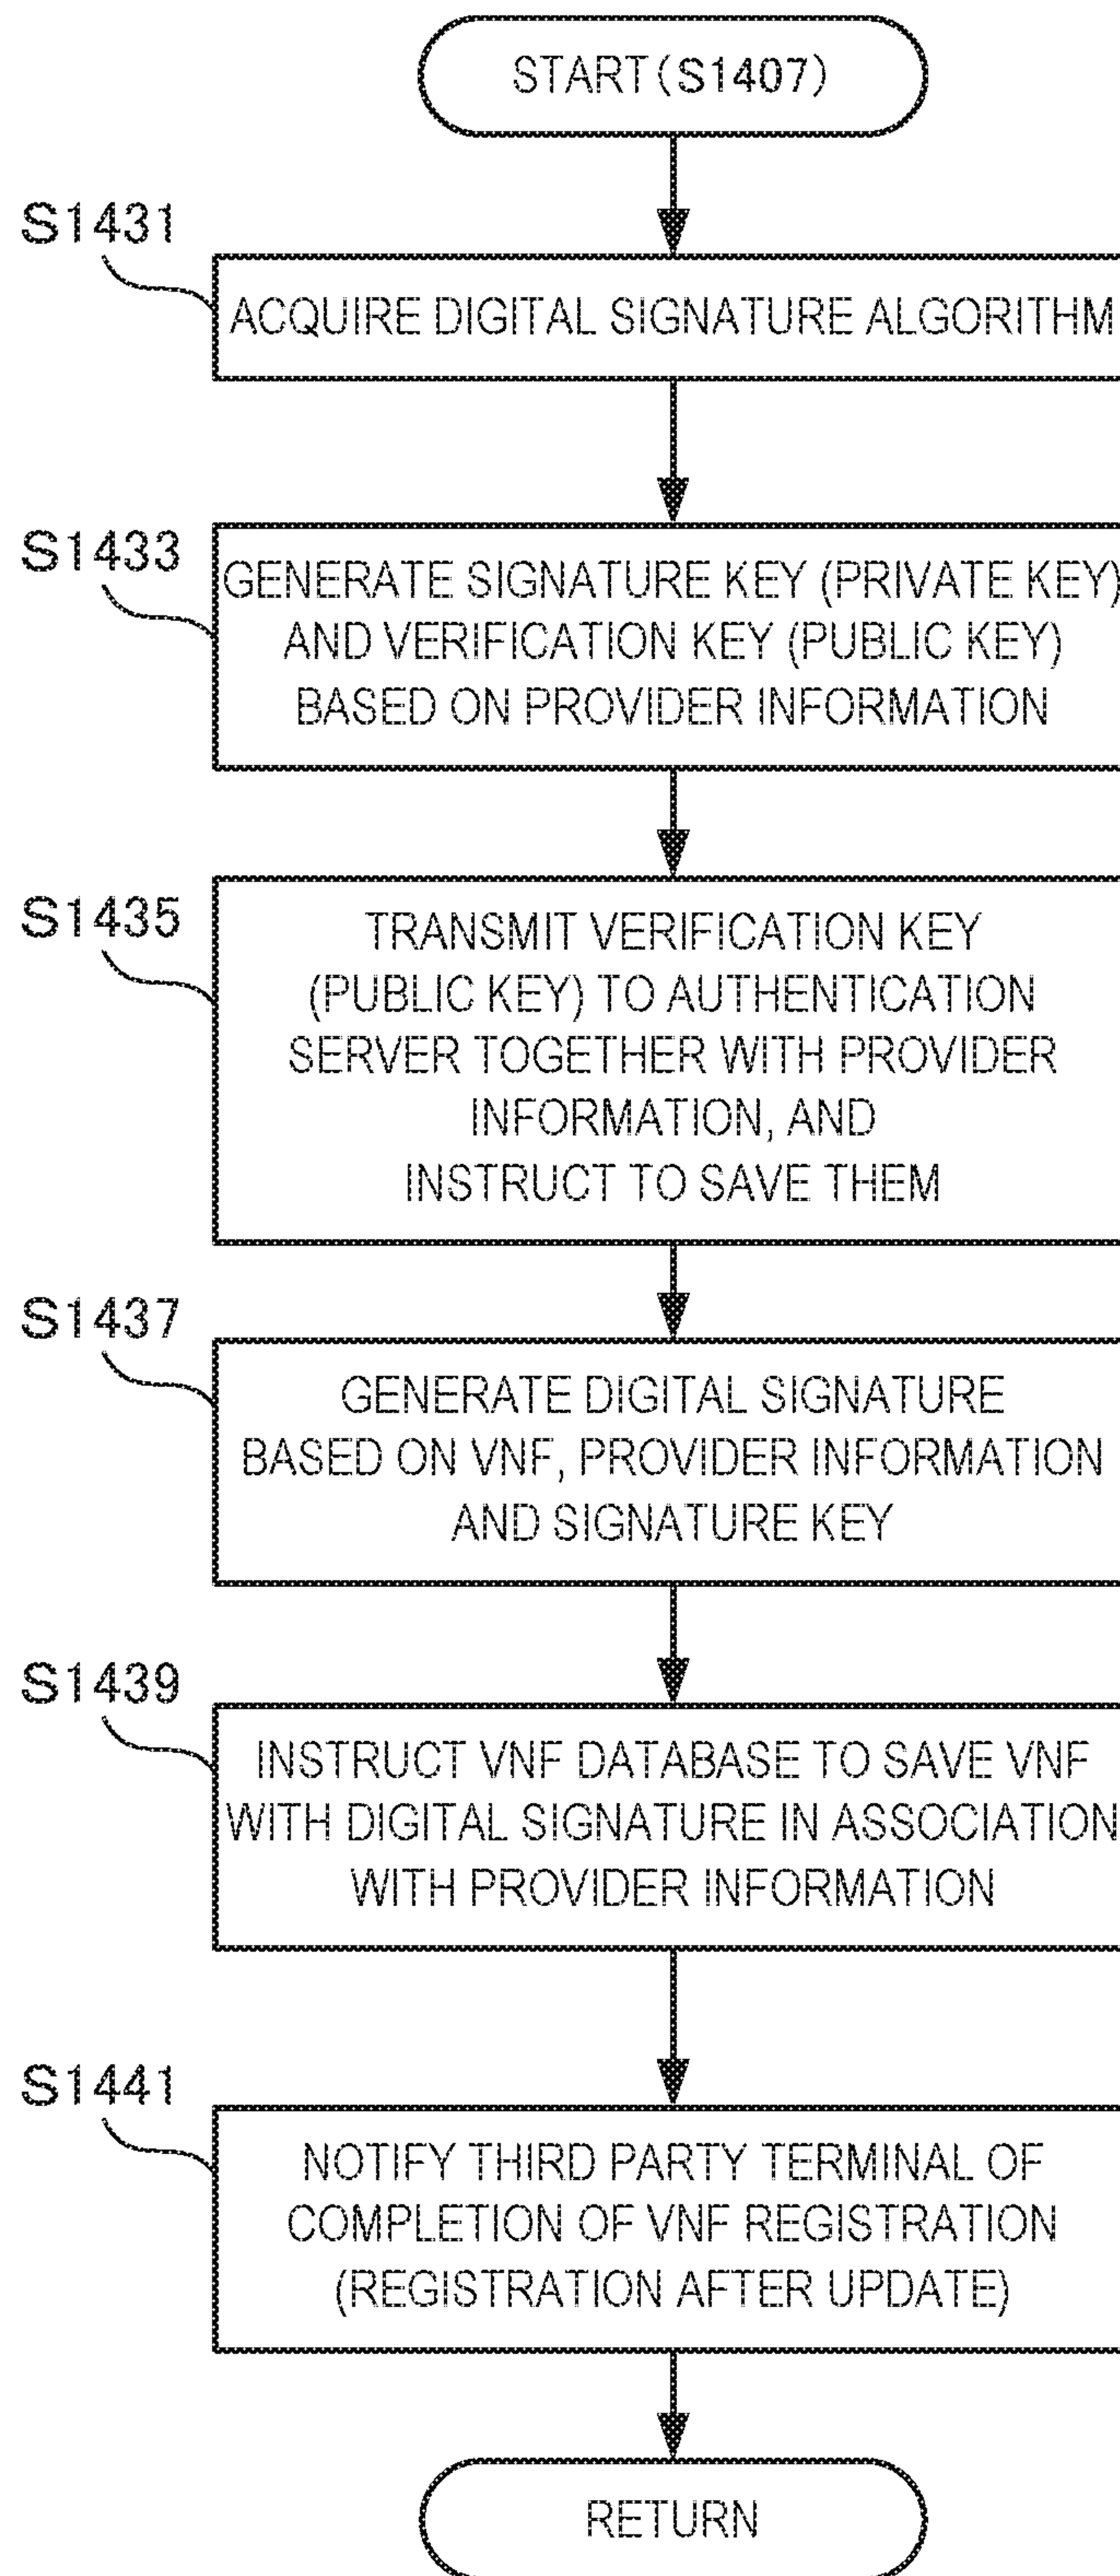 START(S1407)
S1431
ACQUIRE DIGITAL SIGNATURE ALGORITHM
S1433
GENERATE SIGNATURE KEY (PRIVATE KEY)
AND VERIFICATION KEY (PUBLIC KEY)
BASED ON PROVIDER INFORMATION
S1435
TRANSMIT VERIFICATION KEY
(PUBLIC KEY) TO AUTHENTICATION
SERVER TOGETHER WITH PROVIDER
INFORMATION, AND
INSTRUCT TO SAVE THEM
S1437
GENERATE DIGITAL SIGNATURE
BASED ON VNF, PROVIDER INFORMATION
AND SIGNATURE KEY
S1439
INSTRUCT VNF DATABASE TO SAVE VNF
WITH DIGITAL SIGNATURE IN ASSOCIATION
WITH PROVIDER INFORMATION
S1441
NOTIFY THIRD PARTY TERMINAL OF
COMPLETION OF VNF REGISTRATION
(REGISTRATION AFTER UPDATE)
RETURN